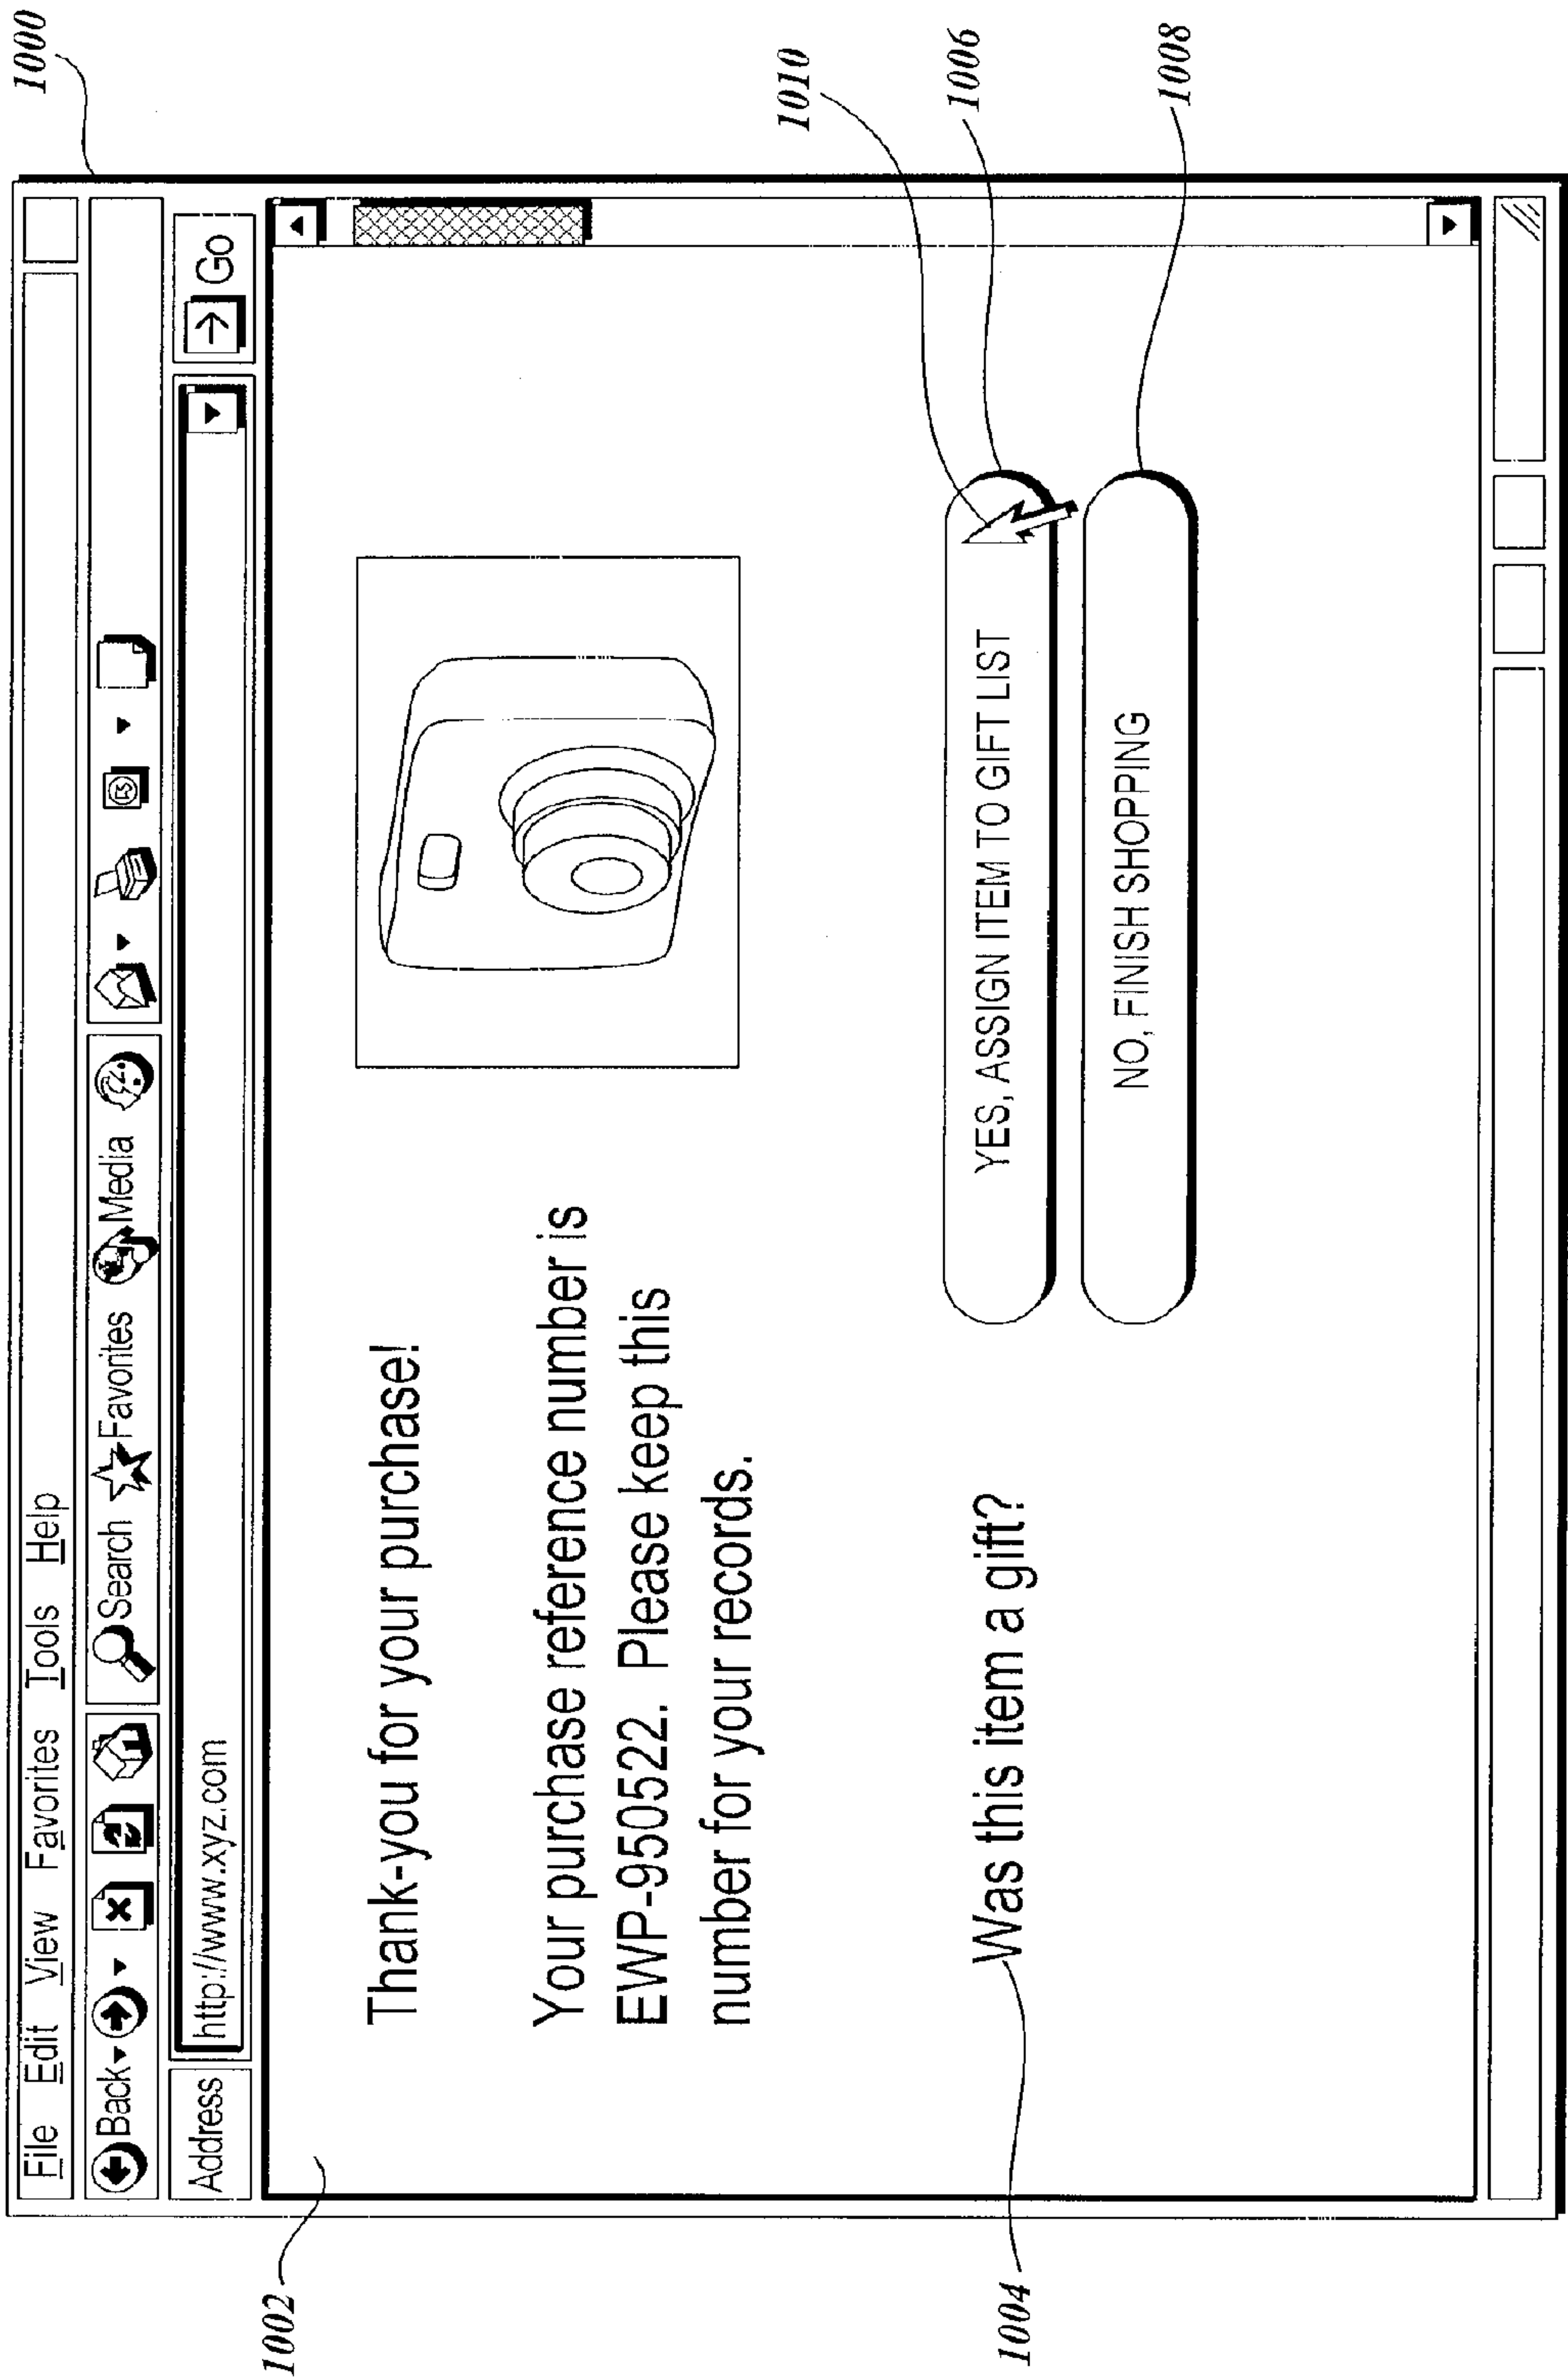 1000
File Edit View Favorites Tools Help
Back Search Favorites Media
Address http://www.xyz.com Go
1002
Thank-you for your purchase!
Your purchase reference number is
EWP-950522. Please keep this
number for your records.
1010
1006
1004
Was this item a gift?
YES, ASSIGN ITEM TO GIFT LIST
NO, FINISH SHOPPING
1008